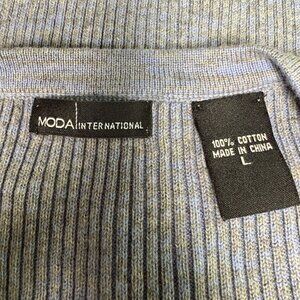 MODA INTERNATIONAL
100% COTTON
MADE IN CHINA
L